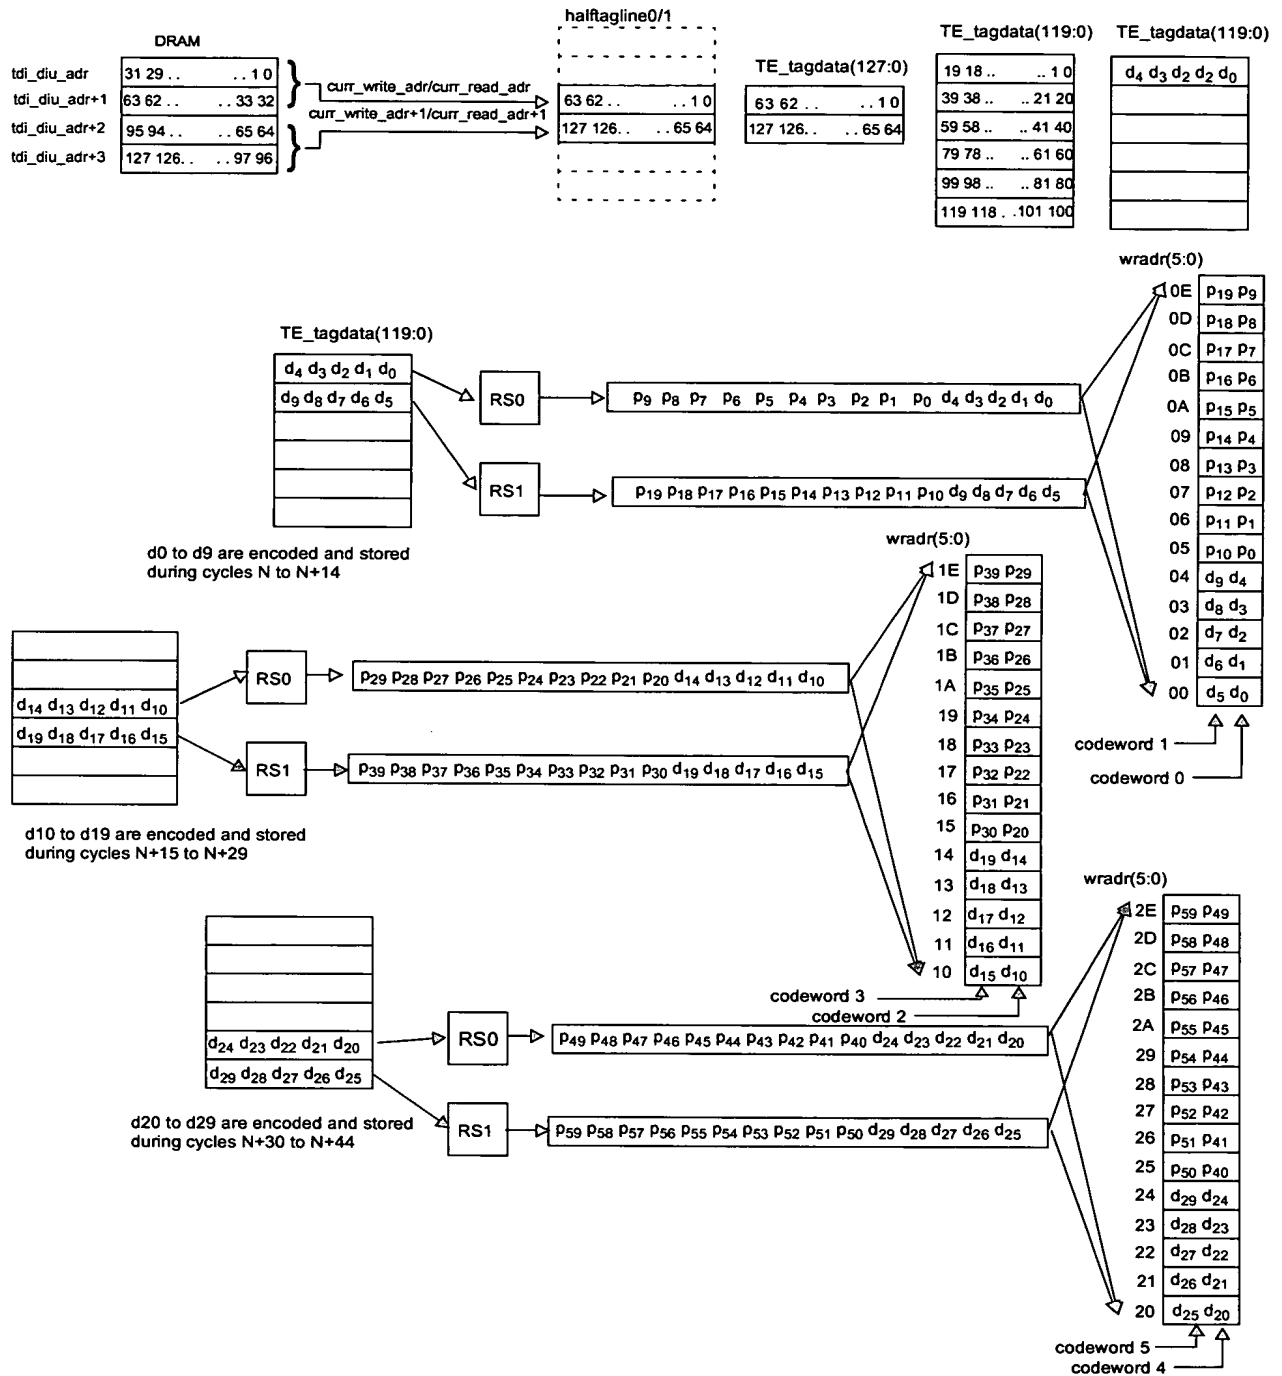 DRAM
tdi_diu_adr
31 29 . . . . 1 0
tdi_diu_adr+1
63 62 . . . . 33 32
tdi_diu_adr+2
95 94 . . . . 65 64
tdi_diu_adr+3
127 126. . . . 97 96
curr_write_adr/curr_read_adr
curr_write_adr+1/curr_read_adr+1
halftagline0/1
63 62 . . . . 1 0
127 126. . . . 65 64
TE_tagdata(127:0)
63 62 . . . . 1 0
127 126. . . . 65 64
TE_tagdata(119:0)
19 18 .. .. 1 0
39 38 .. .. 21 20
59 58 .. .. 41 40
79 78 .. .. 61 60
99 98 .. .. 81 80
119 118 . . 101 100
TE_tagdata(119:0)
d4 d3 d2 d2 d0
TE_tagdata(119:0)
d4 d3 d2 d1 d0
d9 d8 d7 d6 d5
RS0
p9 p8 p7 p6 p5 p4 p3 p2 p1 p0 d4 d3 d2 d1 d0
RS1
p19 p18 p17 p16 p15 p14 p13 p12 p11 p10 d9 d8 d7 d6 d5
d0 to d9 are encoded and stored
during cycles N to N+14
wradr(5:0)
0E p19 p9
0D p18 p8
0C p17 p7
0B p16 p6
0A p15 p5
09 p14 p4
08 p13 p3
07 p12 p2
06 p11 p1
05 p10 p0
04 d9 d4
03 d8 d3
02 d7 d2
01 d6 d1
00 d5 d0
codeword 1
codeword 0
d14 d13 d12 d11 d10
d19 d18 d17 d16 d15
RS0
p29 p28 p27 p26 p25 p24 p23 p22 p21 p20 d14 d13 d12 d11 d10
RS1
p39 p38 p37 p36 p35 p34 p33 p32 p31 p30 d19 d18 d17 d16 d15
d10 to d19 are encoded and stored
during cycles N+15 to N+29
wradr(5:0)
1E p39 p29
1D p38 p28
1C p37 p27
1B p36 p26
1A p35 p25
19 p34 p24
18 p33 p23
17 p32 p22
16 p31 p21
15 p30 p20
14 d19 d14
13 d18 d13
12 d17 d12
11 d16 d11
10 d15 d10
codeword 3
codeword 2
d24 d23 d22 d21 d20
d29 d28 d27 d26 d25
RS0
p49 p48 p47 p46 p45 p44 p43 p42 p41 p40 d24 d23 d22 d21 d20
RS1
p59 p58 p57 p56 p55 p54 p53 p52 p51 p50 d29 d28 d27 d26 d25
d20 to d29 are encoded and stored
during cycles N+30 to N+44
wradr(5:0)
2E p59 p49
2D p58 p48
2C p57 p47
2B p56 p46
2A p55 p45
29 p54 p44
28 p53 p43
27 p52 p42
26 p51 p41
25 p50 p40
24 d29 d24
23 d28 d23
22 d27 d22
21 d26 d21
20 d25 d20
codeword 5
codeword 4